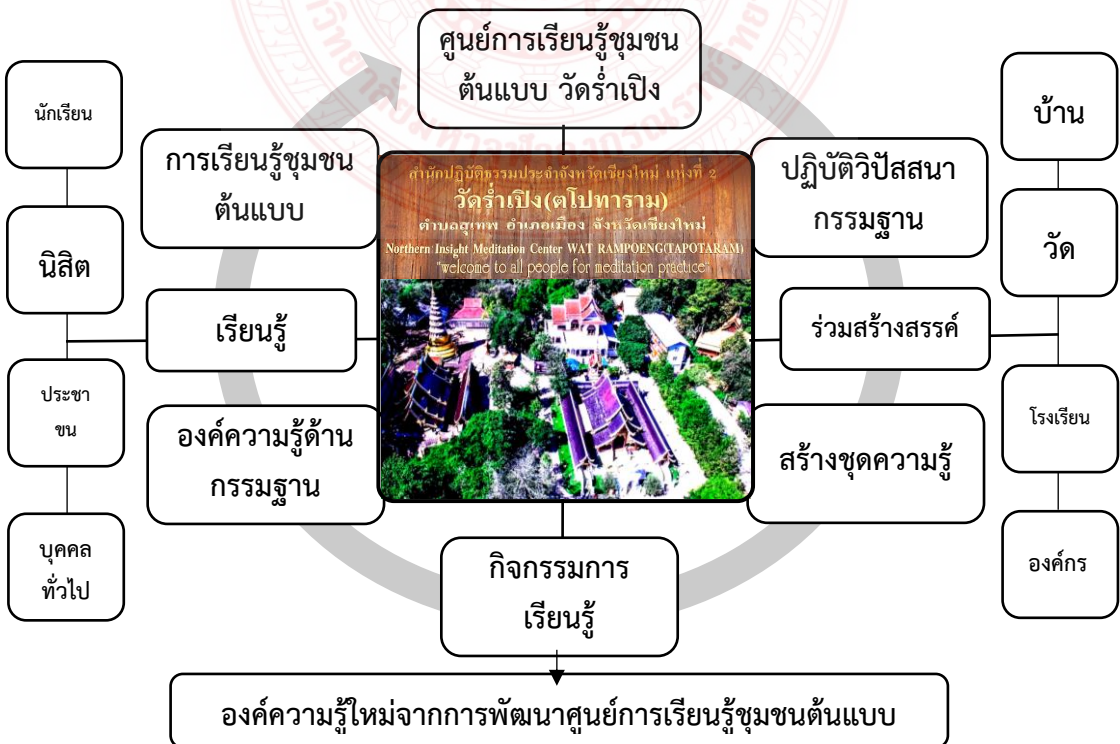 ศูนย์การเรียนรู้ชุมชน
ต้นแบบ วัดร่ำเปิง
นักเรียน
นิสิต
ประชา
ขน
บุคคล
ทั่วไป
การเรียนรู้ชุมชน
ต้นแบบ
เรียนรู้
องค์ความรู้ด้าน
กรรมฐาน
สำนักปฏิบัติธรรมประจำจังหวัดเชียงใหม่ แห่งที่ 2
วัดร่ำเปิง(ตโปทาราม)
ตำบลสุเทพ อำเภอเมือง จังหวัดเชียงใหม่
Northern Insight Meditation Center WAT RAMPOENG(TAPOTARAM)
"welcome to all people for meditation practice"
ปฏิบัติวิปัสสนา
กรรมฐาน
ร่วมสร้างสรรค์
สร้างชุดความรู้
บ้าน
วัด
โรงเรียน
องค์กร
กิจกรรมการ
เรียนรู้
องค์ความรู้ใหม่จากการพัฒนาศูนย์การเรียนรู้ชุมชนต้นแบบ